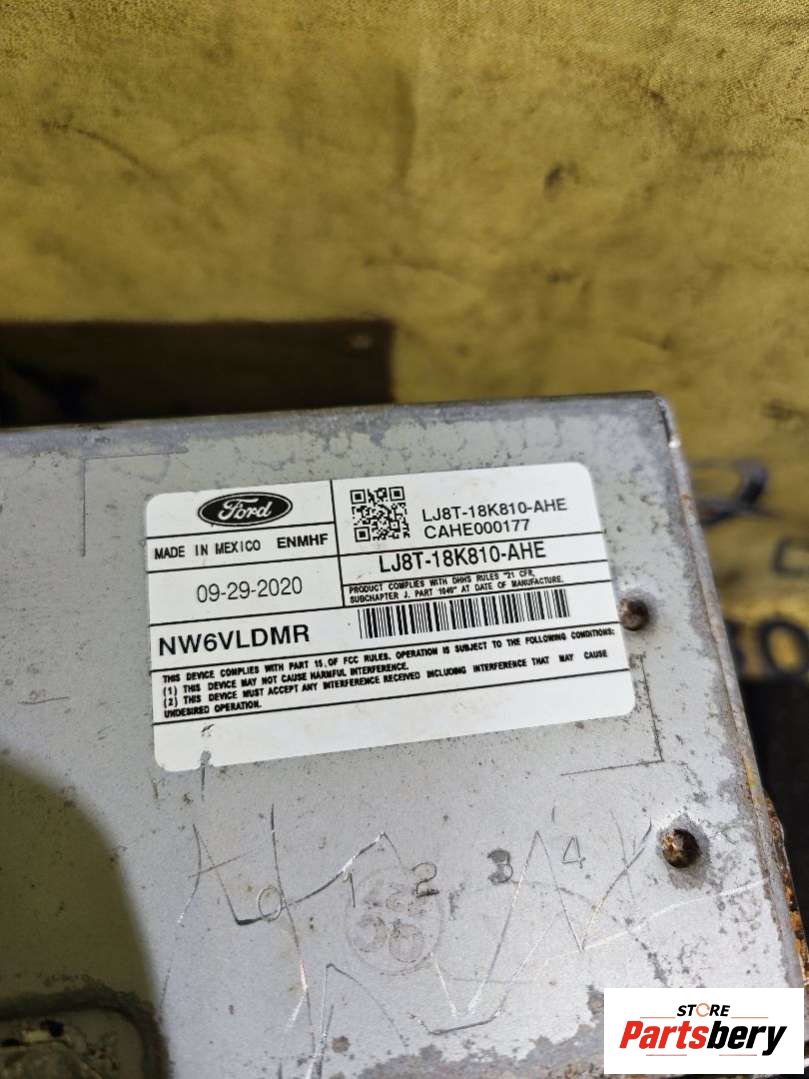 Ford
LJ8T-18K810-AHE
CAHE000177
MADE IN MEXICO ENMHF
LJ8T-18K810-AHE
09-29-2020
PRODUCT COMPLIES WITH DHHS RULES "21 CFR,
SUBCHAPTER J, PART 1040" AT DATE OF MANUFACTURE.
NW6VLDMR
THIS DEVICE COMPLIES WITH PART 15 OF FCC RULES. OPERATION IS SUBJECT TO THE FOLLOWING CONDITIONS:
(1) THIS DEVICE MAY NOT CAUSE HARMFUL INTERFERENCE.
(2) THIS DEVICE MUST ACCEPT ANY INTERFERENCE RECEIVED INCLUDING INTERFERENCE THAT MAY CAUSE
UNDESIRED OPERATION.
0 1 2 3 4
STORE
Partsbery